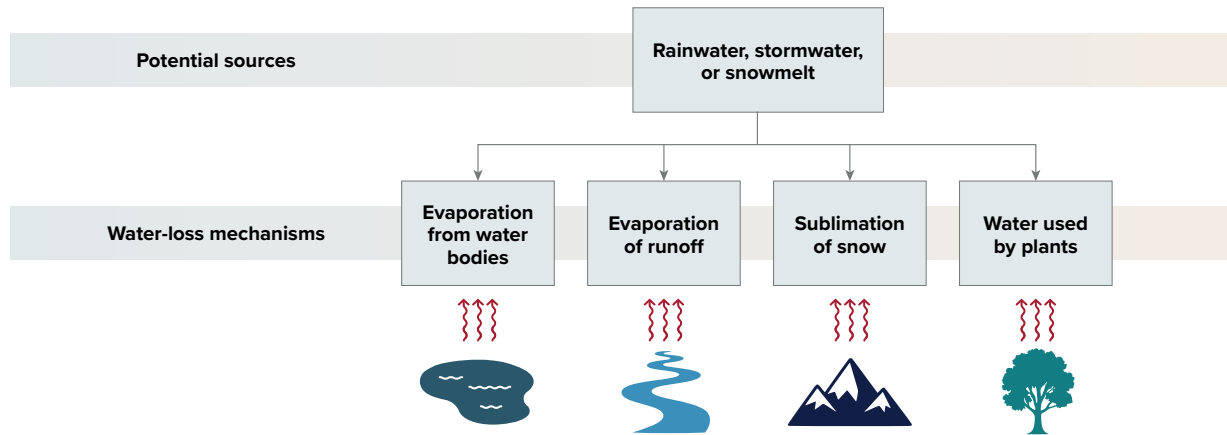 Potential sources
Rainwater, stormwater,
or snowmelt
Water-loss mechanisms
Evaporation
from water
bodies
Evaporation
of runoff
Sublimation
of snow
Water used
by plants